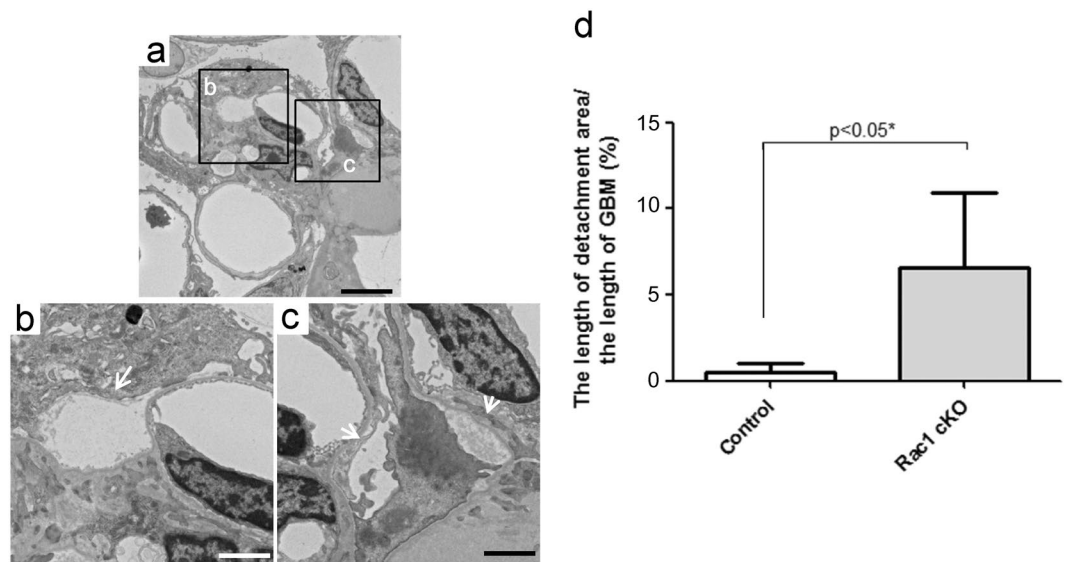 a
b
c
b
c
d
The length of detachment area/
the length of GBM (%)
15
10
5
0
p<0.05*
Control
Rac1 cKO